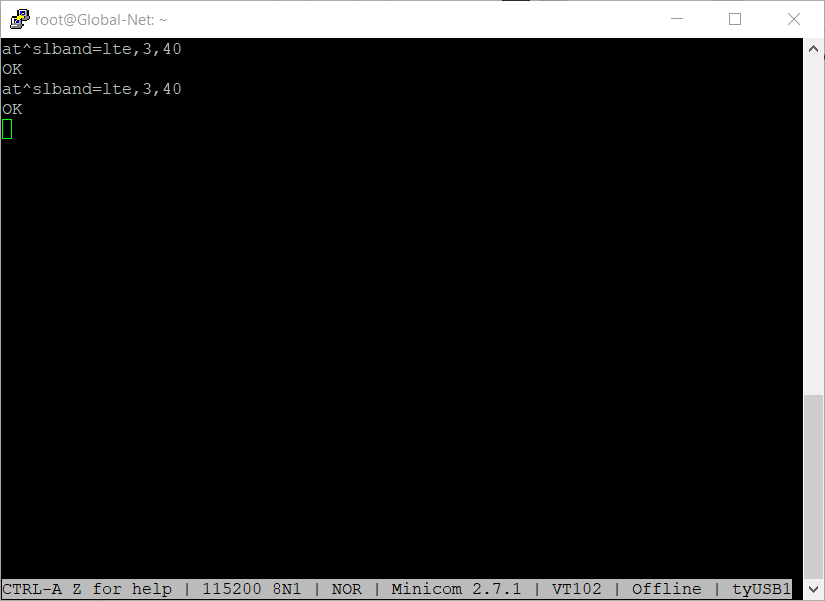 root@Global-Net: ~
at^slband=lte,3,40
OK
at^slband=lte,3,40
OK
CTRL-A Z for help | 115200 8N1 | NOR | Minicom 2.7.1 | VT102 | Offline | tyUSB1